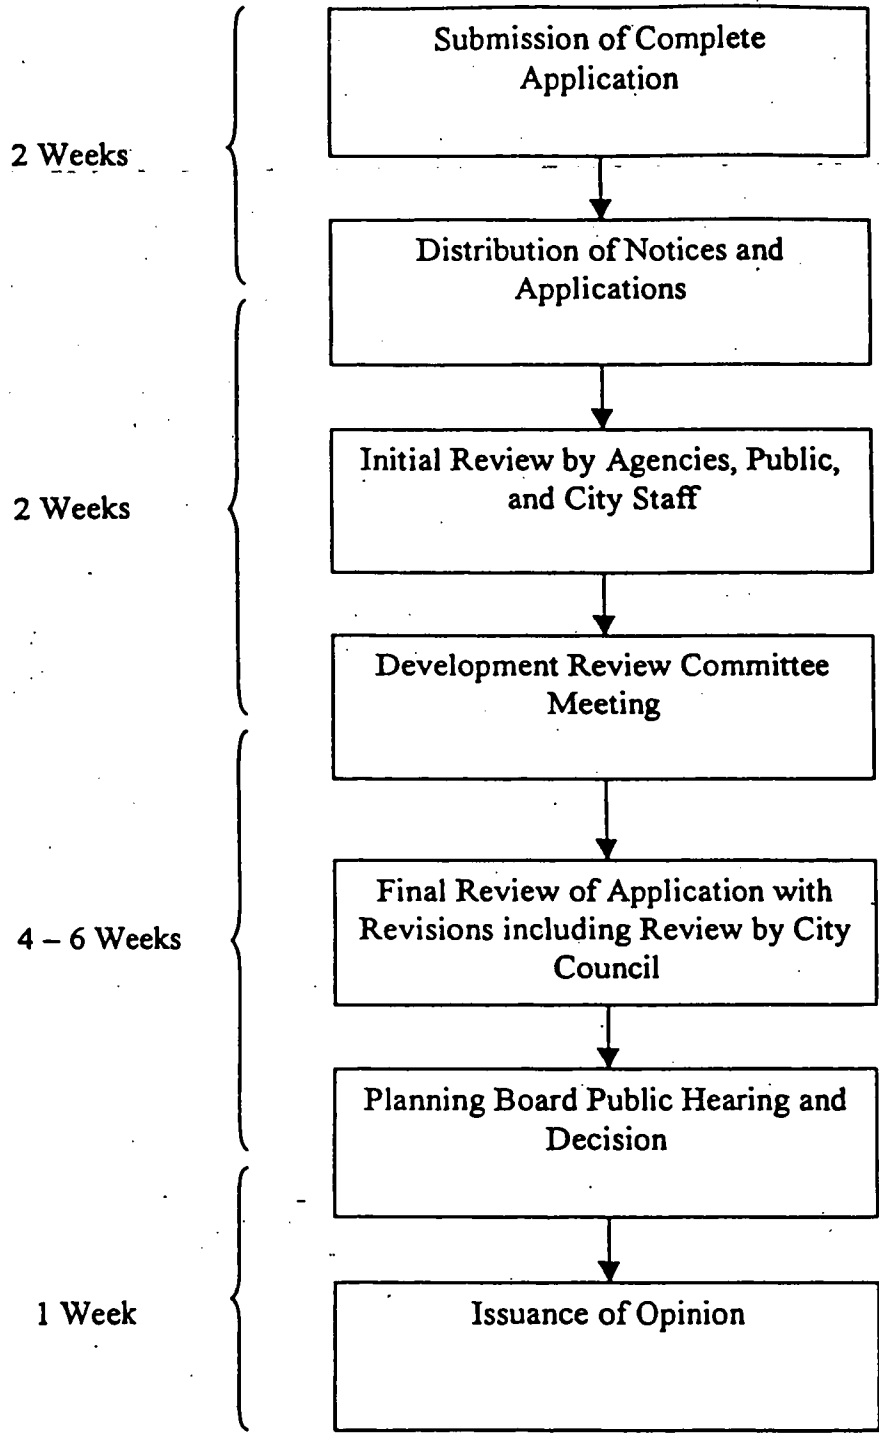 Submission of Complete
Application
2 Weeks
Distribution of Notices and
Applications
Initial Review by Agencies, Public,
and City Staff
2 Weeks
Development Review Committee
Meeting
Final Review of Application with
Revisions including Review by City
Council
4 – 6 Weeks
Planning Board Public Hearing and
Decision
1 Week
Issuance of Opinion